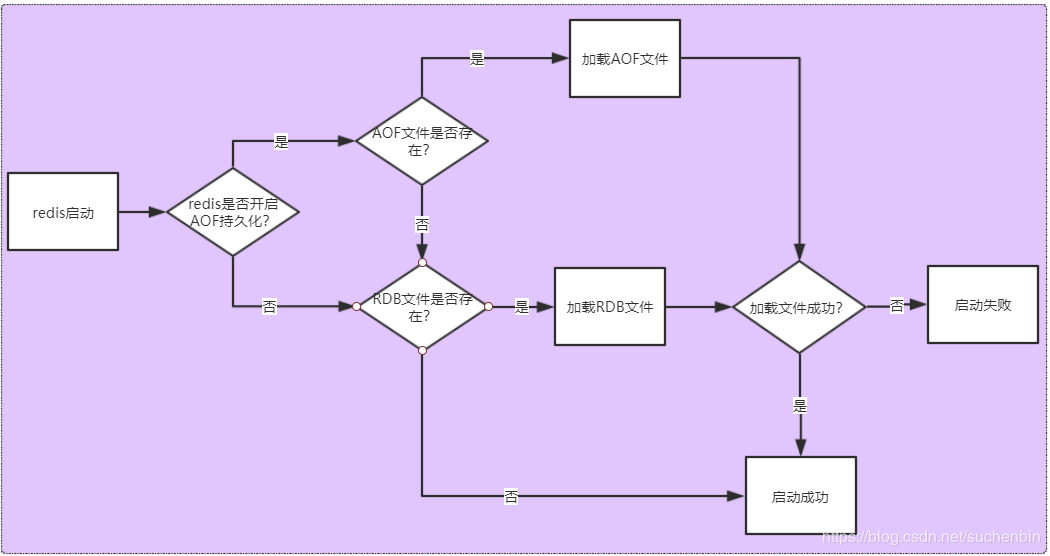 是
加载AOF文件
AOF文件是否存
在?
是
redis启动
redis是否开启
AOF持久化?
否
RDB文件是否存
在?
否
是
加载RDB文件
加载文件成功?
否
启动失败
是
否
启动成功
https://blog.csdn.net/suchenbin